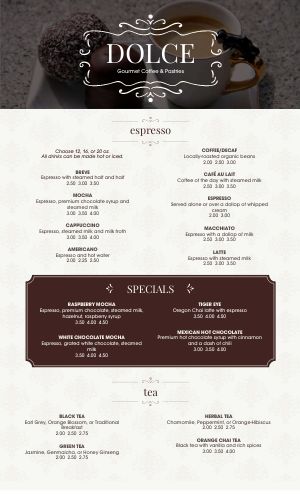 DOLCE
Gourmet Coffee & Pastries
espresso
Choose 12, 16, or 20 oz.
All drinks can be made hot or iced.
BREVE
Espresso with steamed half and half
2.50 3.00 3.50
MOCHA
Espresso, premium chocolate syrup and
steamed milk
3.00 3.50 4.00
CAPPUCCINO
Espresso, steamed milk and milk froth
3.00 3.50 4.00
AMERICANO
Espresso and hot water
2.00 2.25 2.50
COFFEE/DECAF
Locally-roasted organic beans
2.00 2.50 3.00
CAFÉ AU LAIT
Coffee of the day with steamed milk
2.50 3.00 3.50
ESPRESSO
Served alone or over a dollop of whipped
cream
2.00 3.00
MACCHIATO
Espresso with a dollop of milk
2.50 3.00 3.50
LATTE
Espresso with steamed milk
2.50 3.00 3.50
SPECIALS
RASPBERRY MOCHA
Espresso, premium chocolate, steamed milk,
hazelnut, raspberry syrup
3.50 4.00 4.50
WHITE CHOCOLATE MOCHA
Espresso, grated white chocolate, steamed
milk
3.50 4.00 4.50
TIGER EYE
Oregon Chai latte with espresso
3.50 4.00 4.50
MEXICAN HOT CHOCOLATE
Premium hot chocolate syrup with cinnamon
and a dash of chili
3.00 3.50 4.00
tea
BLACK TEA
Earl Grey, Orange Blossom, or Traditional
Breakfast
2.00 2.50 2.75
GREEN TEA
Jasmine, Genmaicha, or Honey Ginseng
2.00 2.50 2.75
HERBAL TEA
Chamomile, Peppermint, or Orange-Hibiscus
2.00 2.50 2.75
ORANGE CHAI TEA
Black tea with vanilla and rich spices
3.00 3.50 4.00